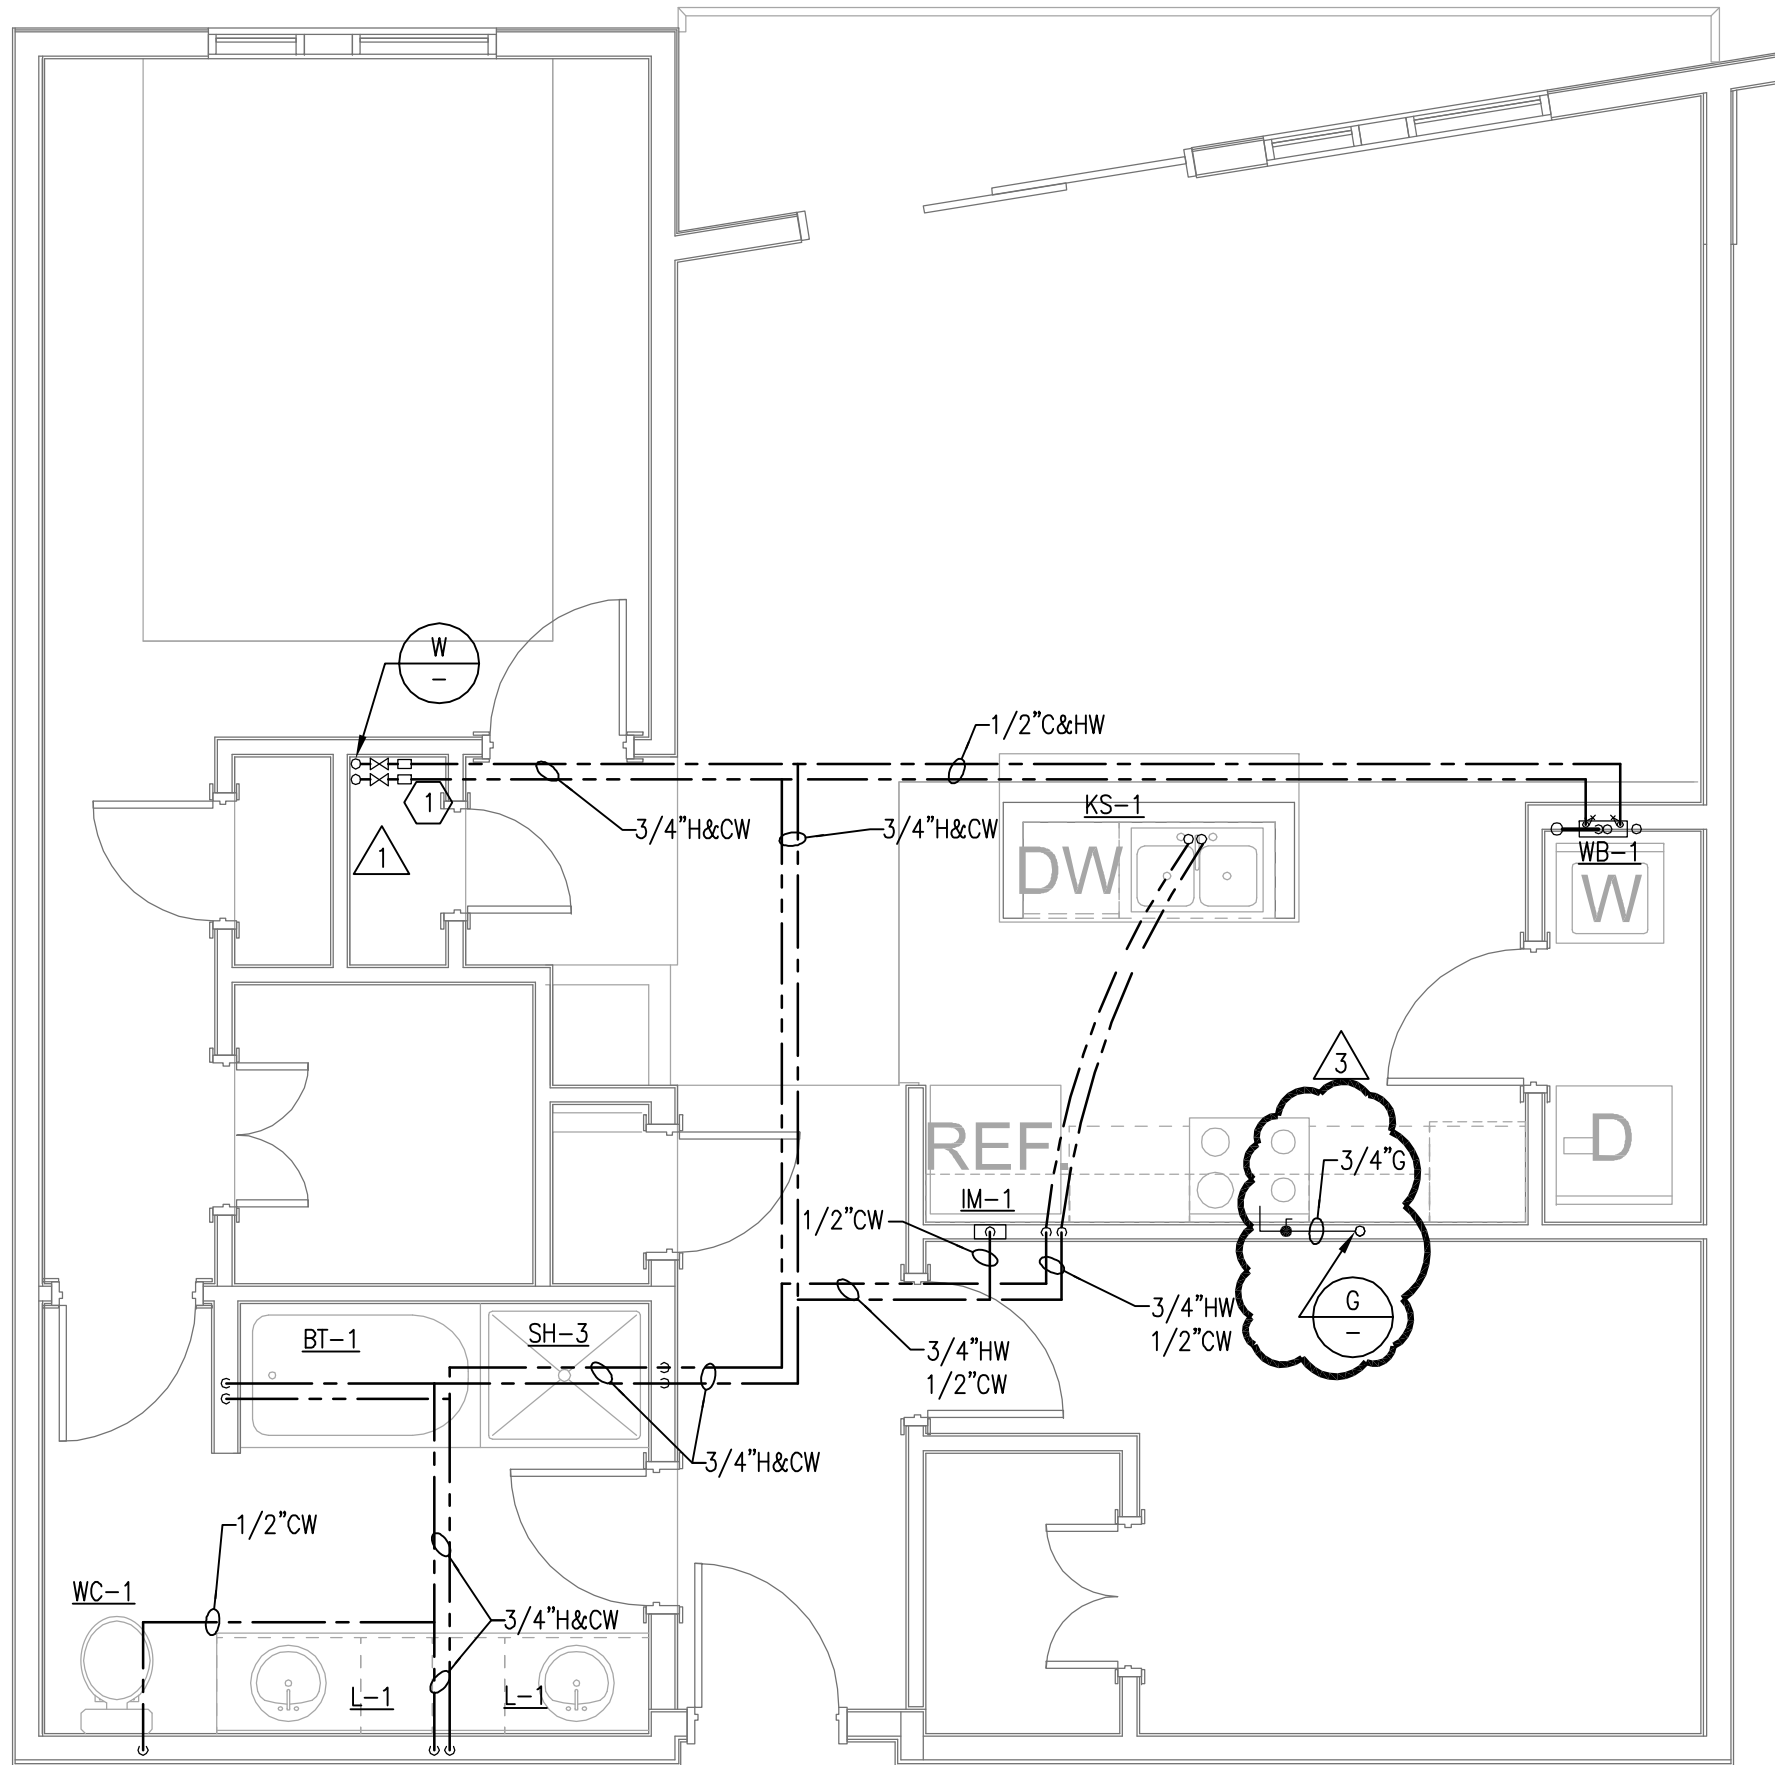 W
–
1/2"C&HW
1
3/4"H&CW
3/4"H&CW
KS-1
1
DW
WB-1
W
3
REF.
3/4"G
D
IM-1
1/2"CW
G
–
3/4"HW
1/2"CW
BT-1
SH-3
3/4"HW
1/2"CW
3/4"H&CW
1/2"CW
WC-1
3/4"H&CW
L-1
L-1